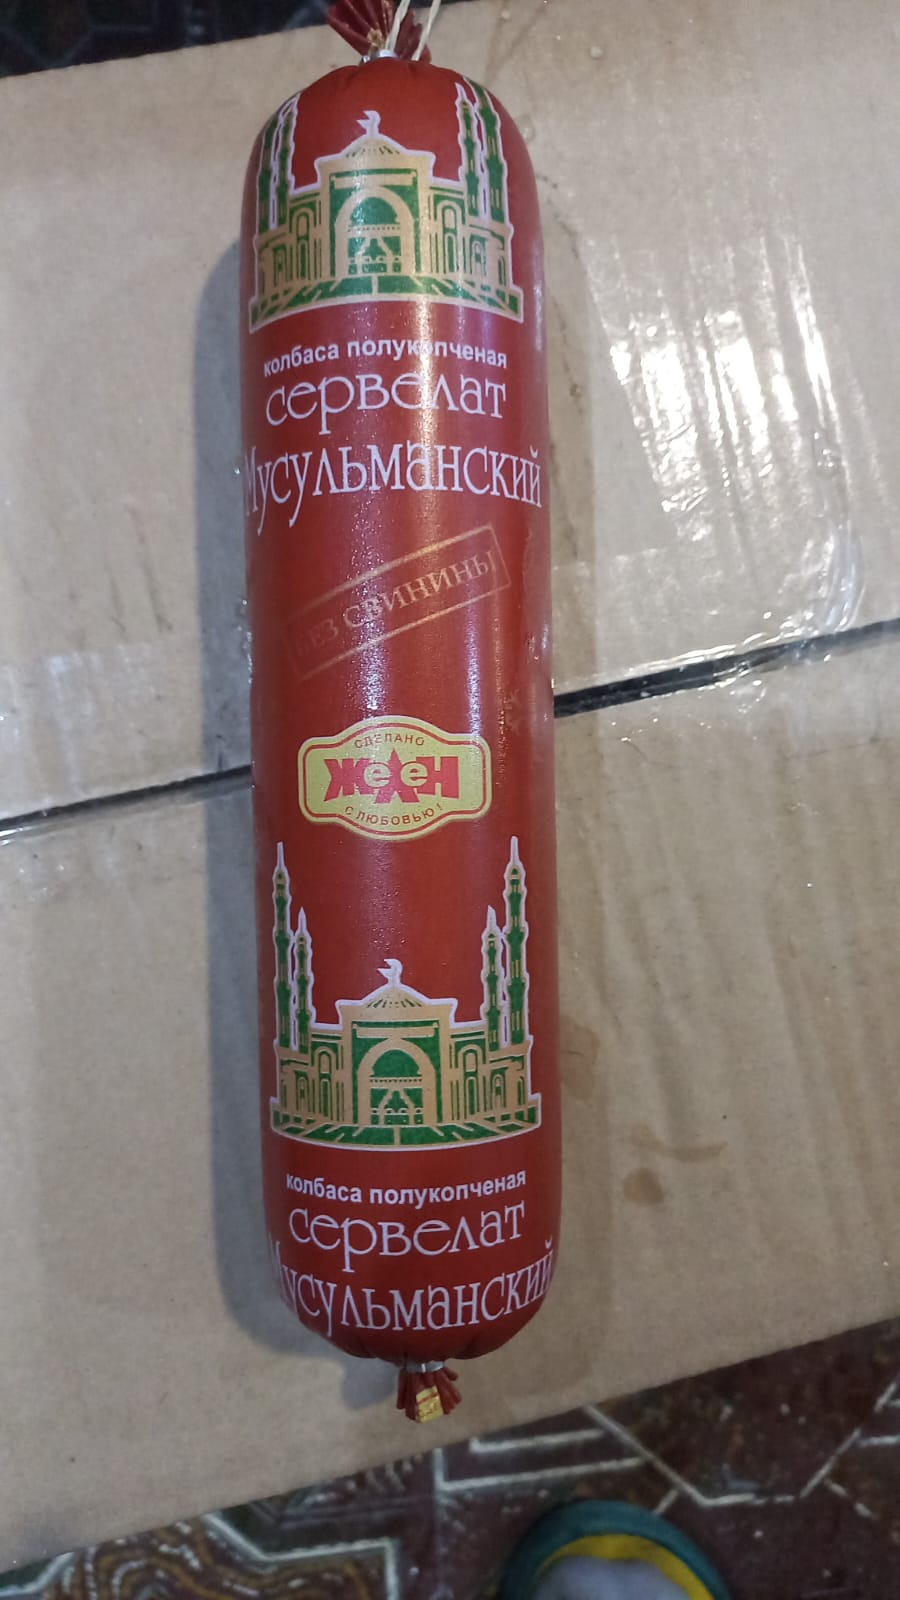 колбаса полукопченая
сервелат
Мусульманский
БЕЗ СВИНИНЫ
СДЕЛАНО
Желен
С ЛЮБОВЬЮ!
колбаса полукопченая
сервелат
Мусульманский